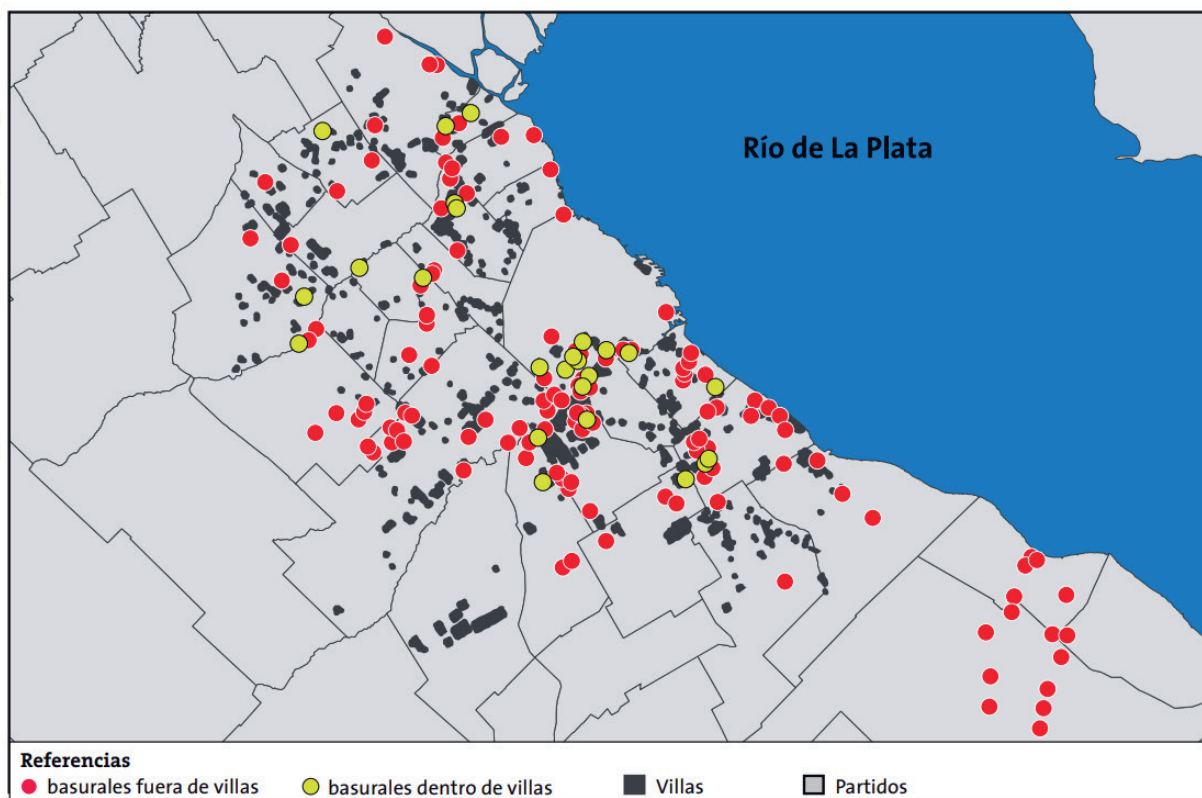 Río de La Plata
Referencias
basurales fuera de villas basurales dentro de villas Villas Partidos